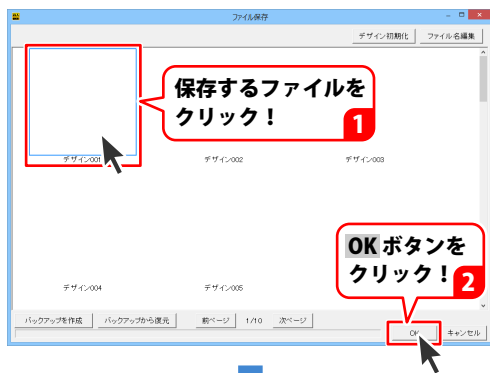 ファイル保存
デザイン初期化 ファイル名編集
保存するファイルを
クリック！
1
デザイン001 デザイン002 デザイン003
OKボタンを
クリック！
2
デザイン004 デザイン005
バックアップを作成 バックアップから復元 前ページ 1/10 次ページ
OK キャンセル